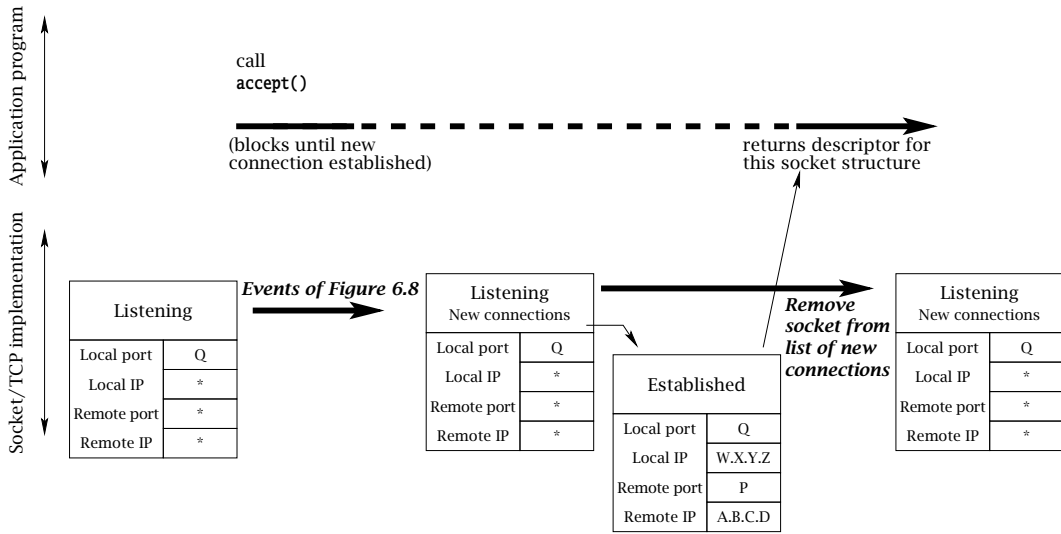 Application program
call
accept()
(blocks until new
connection established)
returns descriptor for
this socket structure
Socket/TCP implementation
Listening
Local port Q
Local IP *
Remote port *
Remote IP *
Events of Figure 6.8
Listening
New connections
Local port Q
Local IP *
Remote port *
Remote IP *
Established
Local port Q
Local IP W.X.Y.Z
Remote port P
Remote IP A.B.C.D
Remove
socket from
list of new
connections
Listening
New connections
Local port Q
Local IP *
Remote port *
Remote IP *